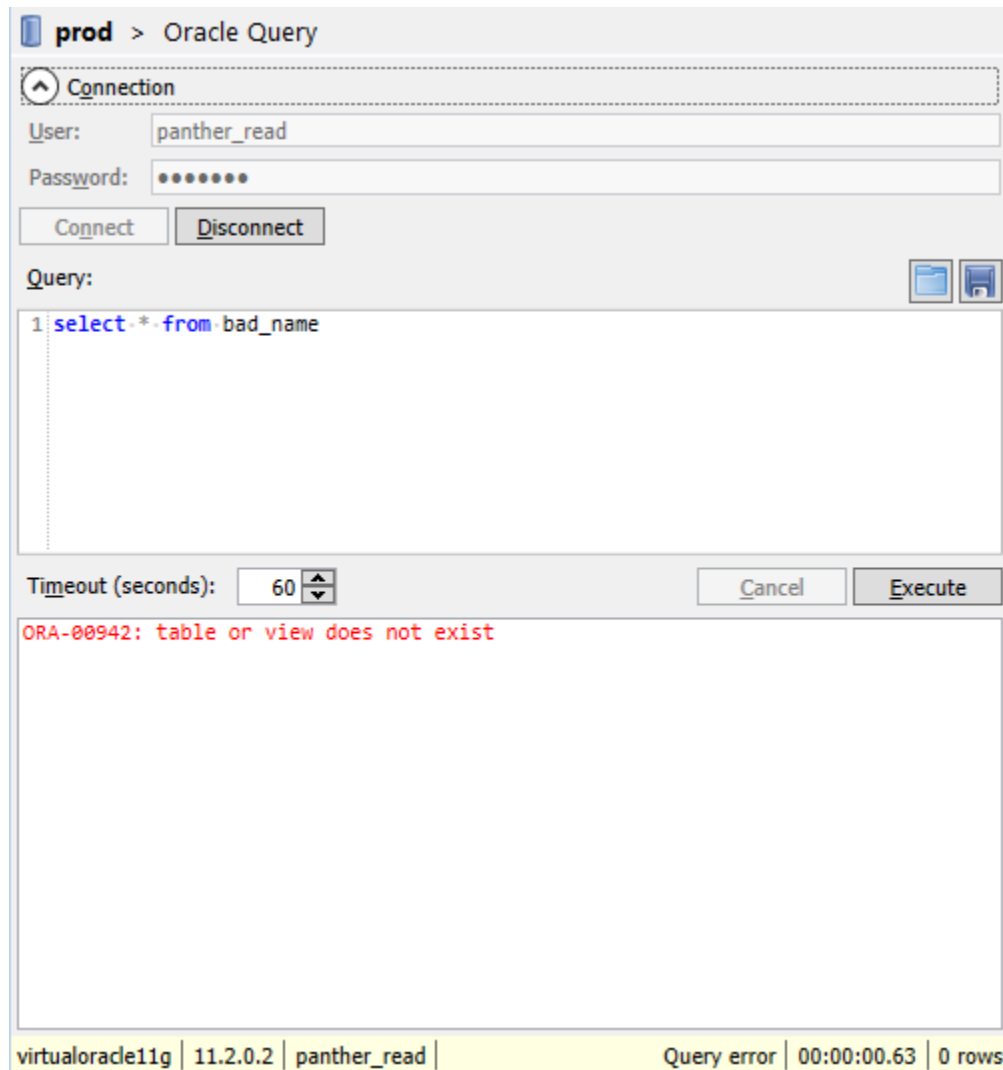 prod > Oracle Query
Connection
User: panther_read
Password: •••••••
Connect Disconnect
Query:
1 select * from bad_name
Timeout (seconds): 60 Cancel Execute
ORA-00942: table or view does not exist
virtualoracle11g | 11.2.0.2 | panther_read | Query error | 00:00:00.63 | 0 rows